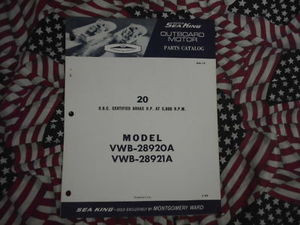 SEA KING
OUTBOARD
MOTOR
PARTS CATALOG
20
O.B.C. CERTIFIED BRAKE H.P. AT 5,000 R.P.M.
MODEL
VWB-28920A
VWB-28921A
SEA KING SOLD EXCLUSIVELY BY MONTGOMERY WARD